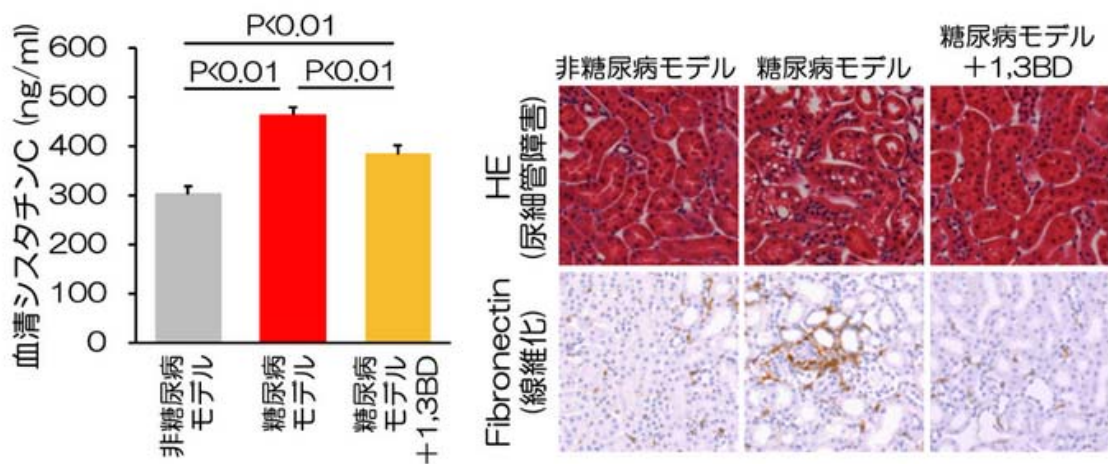 P<0.01
P<0.01
P<0.01
血清シスタチンC (ng/ml)
600
500
400
300
200
100
0
非糖尿病
モデル
糖尿病
モデル
糖尿病
モデル
+1,3BD
非糖尿病モデル
糖尿病モデル
糖尿病モデル
+1,3BD
HE
(尿細管障害)
Fibronectin
(線維化)